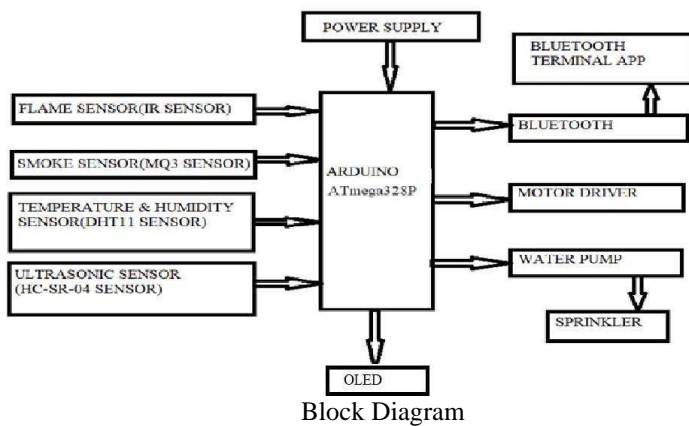 POWER SUPPLY
BLUETOOTH
TERMINAL APP
FLAME SENSOR(IR SENSOR)
BLUETOOTH
SMOKE SENSOR(MQ3 SENSOR)
ARDUINO
ATmega328P
MOTOR DRIVER
TEMPERATURE & HUMIDITY
SENSOR(DHT11 SENSOR)
WATER PUMP
ULTRASONIC SENSOR
(HC-SR-04 SENSOR)
SPRINKLER
OLED
Block Diagram